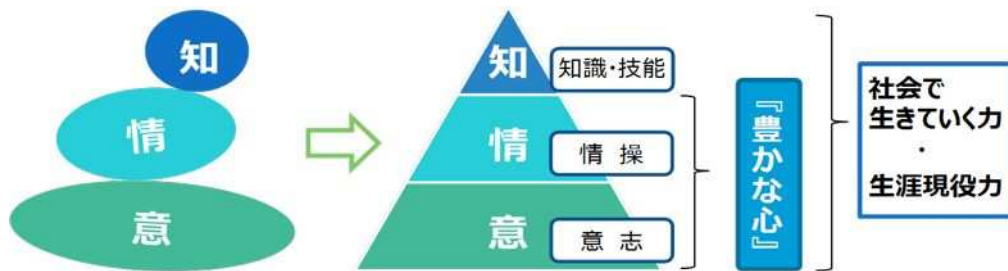 知
情
意
知
知識・技能
情
情 操
意
意 志
『豊かな心』
社会で
生きていく力
・
生涯現役力